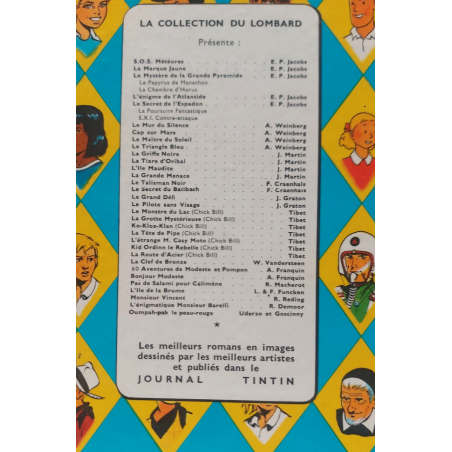 LA COLLECTION DU LOMBARD
Présente :
S.O.S. Météores . . . E. P. Jacobs
La Marque Jaune . . . E. P. Jacobs
Le Mystère de la Grande Pyramide . . . E. P. Jacobs
Le Papyrus de Manethon
La Chambre d'Horus
L'énigme de l'Atlantide . . . E. P. Jacobs
Le Secret de l'Espadon . . . E. P. Jacobs
La Poursuite Fantastique
S.X.I. Contre-attaque
Le Mur du Silence . . . A. Weinberg
Cap sur Mars . . . A. Weinberg
Le Maître du Soleil . . . A. Weinberg
Le Triangle Bleu . . . A. Weinberg
La Griffe Noire . . . J. Martin
La Tiare d'Oribal . . . J. Martin
L'Ile Maudite . . . J. Martin
La Grande Menace . . . J. Martin
Le Talisman Noir . . . F. Craenhals
Le Secret du Balibach . . . F. Craenhals
Le Grand Défi . . . J. Graton
Le Pilote sans Visage . . . J. Graton
Le Monstre du Lac (Chick Bill) . . . Tibet
La Grotte Mystérieuse (Chick Bill) . . . Tibet
Ko-Klox-Klan (Chick Bill) . . . Tibet
La Tête de Pipe (Chick Bill) . . . Tibet
L'étrange M. Casy Moto (Chick Bill) . . . Tibet
Kid Ordinn le Rebelle (Chick Bill) . . . Tibet
La Route d'Acier (Chick Bill) . . . Tibet
La Clef de Bronze . . . W. Vandersteen
60 Aventures de Modeste et Pompon . . . A. Franquin
Bonjour Modeste . . . A. Franquin
Pas de Salami pour Célimène . . . R. Macherot
L'Ile de la Brume . . . L. & F. Funcken
Monsieur Vincent . . . R. Reding
L'énigmatique Monsieur Barelli . . . B. Demoor
Oumpah-pah le peau-rouge . . . Uderzo et Goscinny
★
Les meilleurs romans en images
dessinés par les meilleurs artistes
et publiés dans le
JOURNAL TINTIN